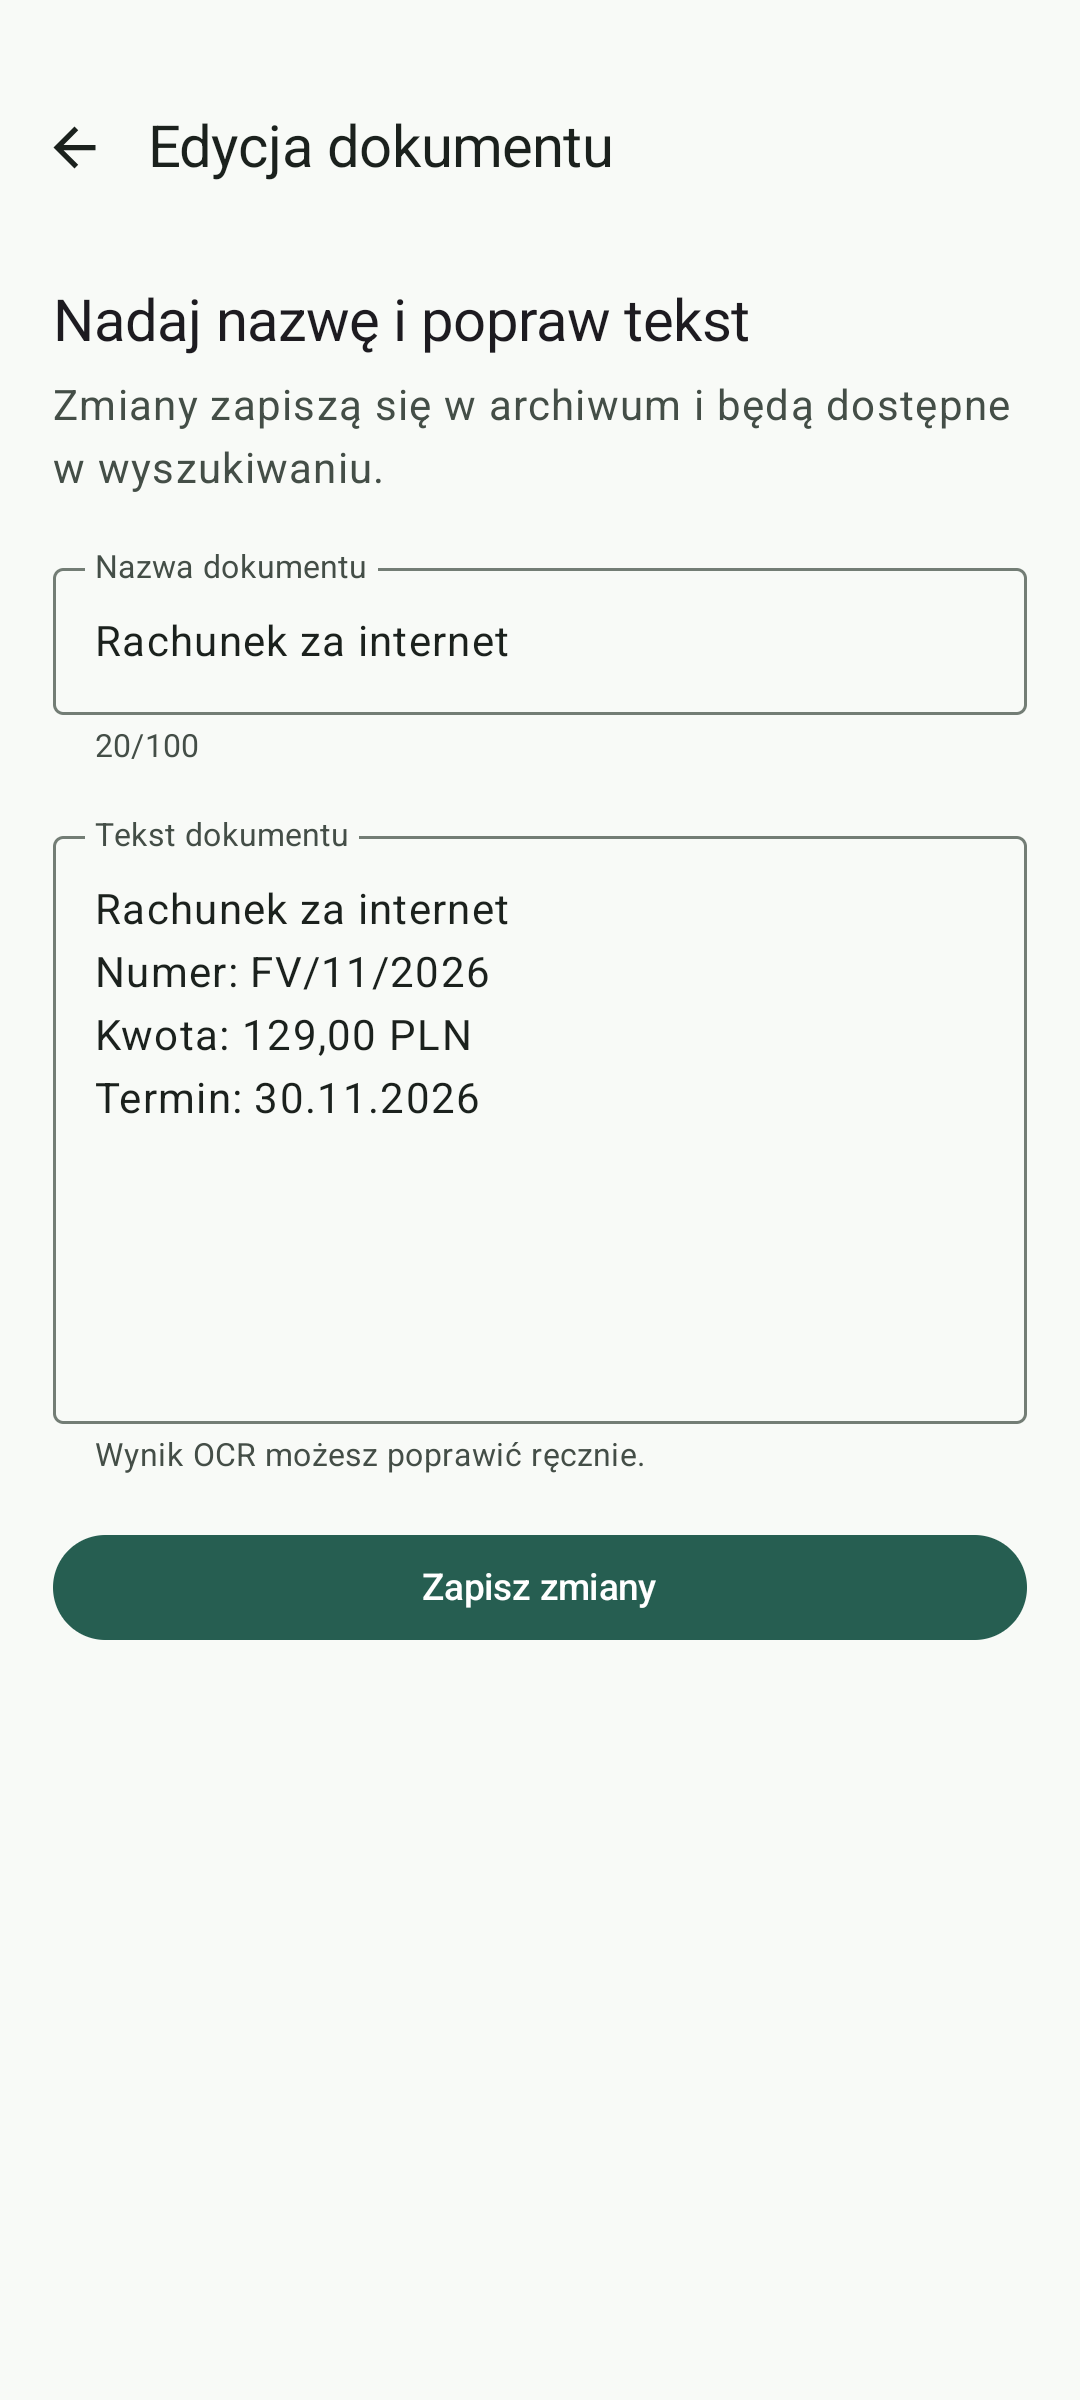 Edycja dokumentu
Nadaj nazwę i popraw tekst
Zmiany zapiszą się w archiwum i będą dostępne
w wyszukiwaniu.
Nazwa dokumentu
Rachunek za internet
20/100
Tekst dokumentu
Rachunek za internet
Numer: FV/11/2026
Kwota: 129,00 PLN
Termin: 30.11.2026
Wynik OCR możesz poprawić ręcznie.
Zapisz zmiany